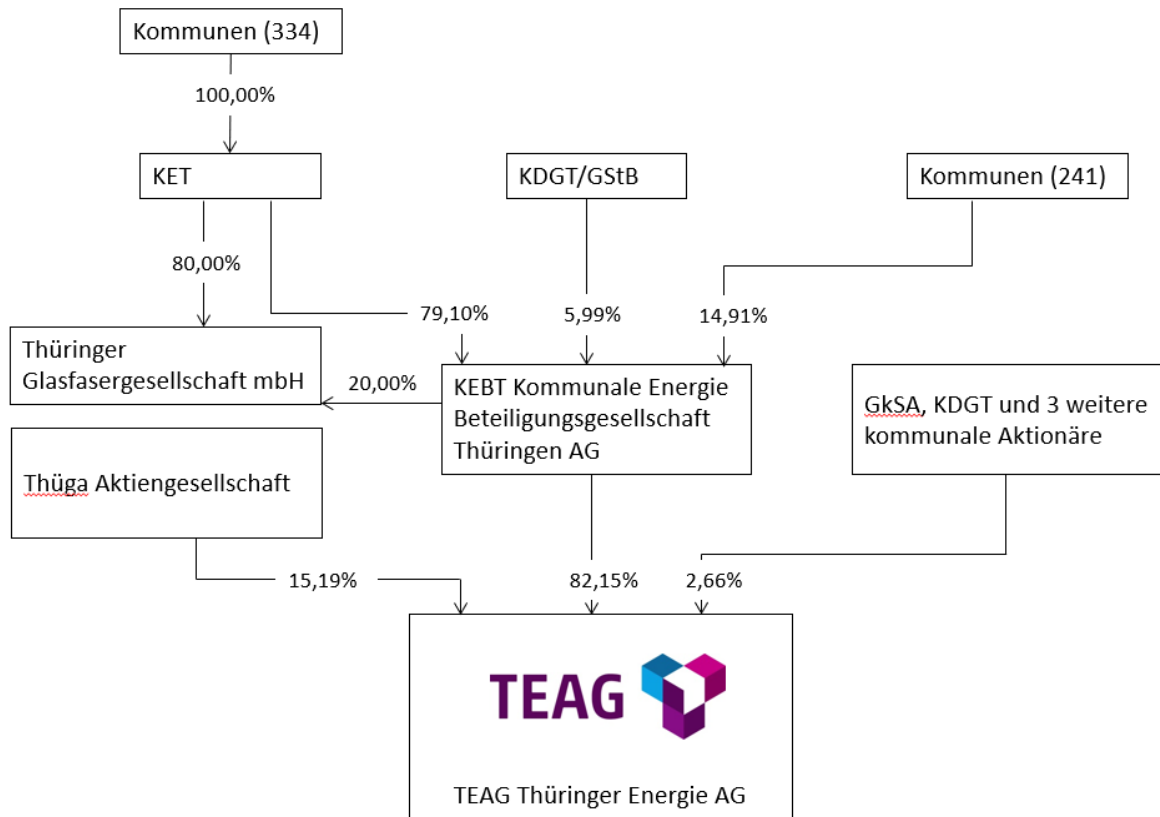 Kommunen (334)
100,00%
KET
KDGT/GStB
Kommunen (241)
80,00%
79,10%
5,99%
14,91%
Thüringer
Glasfasergesellschaft mbH
20,00%
KEBT Kommunale Energie
Beteiligungsgesellschaft
Thüringen AG
GkSA, KDGT und 3 weitere
kommunale Aktionäre
Thüga Aktiengesellschaft
15,19%
82,15%
2,66%
TEAG
TEAG Thüringer Energie AG